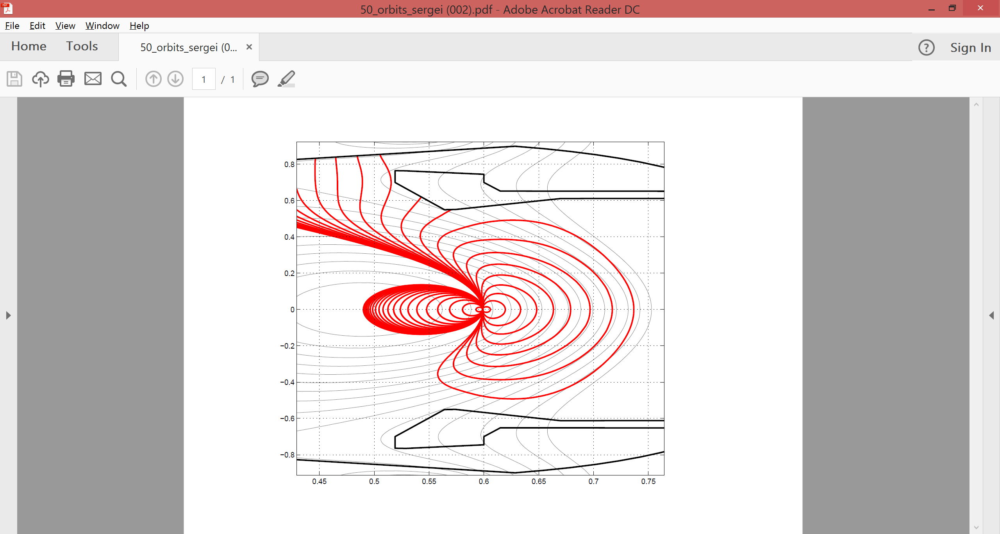 PDF
50_orbits_sergei (002).pdf - Adobe Acrobat Reader DC
File Edit View Window Help
Home Tools 50_orbits_sergei (0... × ? Sign In
1 / 1
0.8
0.6
0.4
0.2
0
−0.2
−0.4
−0.6
−0.8
0.45 0.5 0.55 0.6 0.65 0.7 0.75